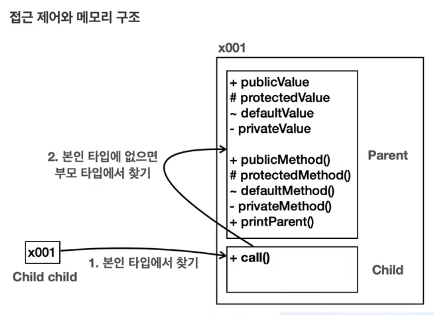 접근 제어와 메모리 구조
x001
+ publicValue
# protectedValue
~ defaultValue
- privateValue
+ publicMethod()
# protectedMethod()
~ defaultMethod()
- privateMethod()
+ printParent()
Parent
2. 본인 타입에 없으면
부모 타입에서 찾기
x001
Child child
1. 본인 타입에서 찾기
+ call()
Child